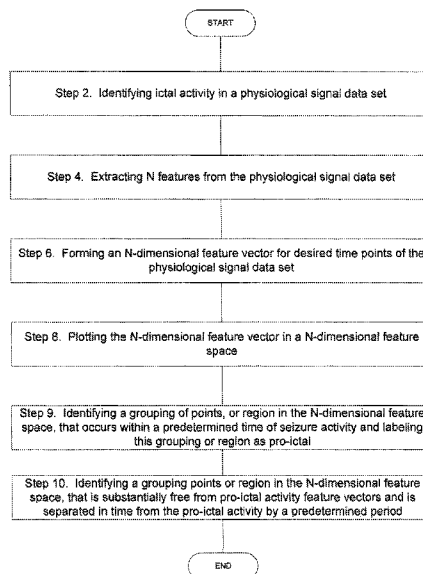 START
Step 2. Identifying ictal activity in a physiological signal data set
Step 4. Extracting N features from the physiological signal data set
Step 6. Forming an N-dimensional feature vector for desired time points of the
physiological signal data set
Step 8. Plotting the N-dimensional feature vector in a N-dimensional feature
space
Step 9. Identifying a grouping of points, or region in the N-dimensional feature
space, that occurs within a predetermined time of seizure activity and labeling
this grouping or region as pro-ictal
Step 10. Identifying a grouping points or region in the N-dimensional feature
space, that is substantially free from pro-ictal activity feature vectors and is
separated in time from the pro-ictal activity by a predetermined period
END